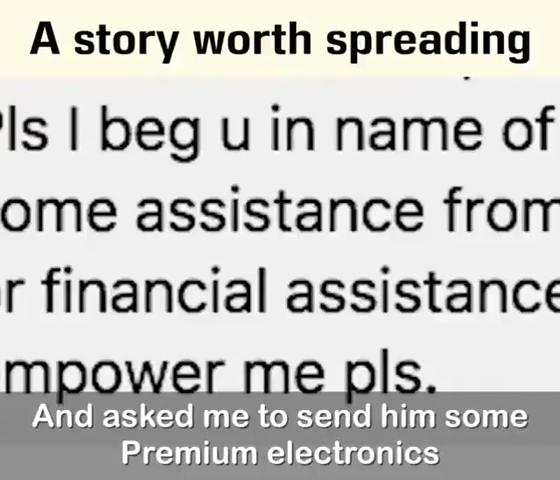 A story worth spreading
Pls I beg u in name of
ome assistance from
r financial assistance
mpower me pls.
And asked me to send him some
Premium electronics